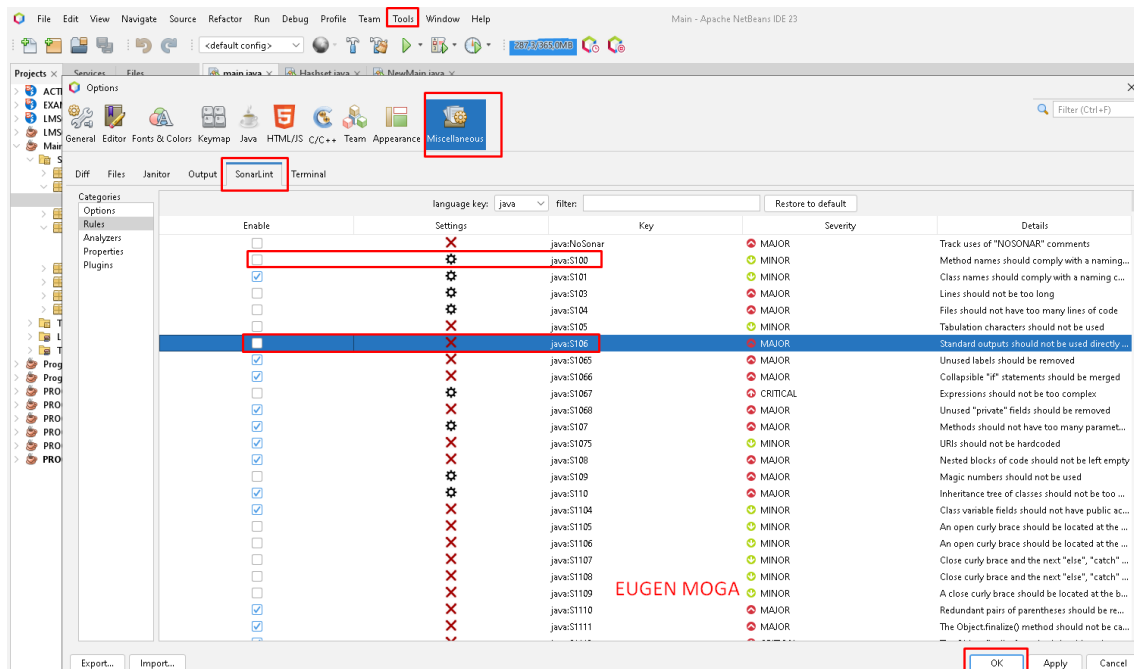 File Edit View Navigate Source Refactor Run Debug Profile Team Tools Window Help Main - Apache NetBeans IDE 23
<default config>
Projects Services Files main.java Hashset.java NewMain.java
Options
ACT
EXA
LMS
LMS
Mair
S
T
L
T
Prog
Prog
PRO
PRO
PRO
PRO
PRO
PRO
Filter (Ctrl+F)
General Editor Fonts & Colors Keymap Java HTML/JS C/C++ Team Appearance Miscellaneous
Diff Files Janitor Output SonarLint Terminal
Categories
Options
Rules
Analyzers
Properties
Plugins
language key: java filter: Restore to default
Enable Settings Key Severity Details
java:NoSonar MAJOR Track uses of "NOSONAR" comments
java:S100 MINOR Method names should comply with a naming...
java:S101 MINOR Class names should comply with a naming c...
java:S103 MAJOR Lines should not be too long
java:S104 MAJOR Files should not have too many lines of code
java:S105 MINOR Tabulation characters should not be used
java:S106 MAJOR Standard outputs should not be used directly ...
java:S1065 MAJOR Unused labels should be removed
java:S1066 MAJOR Collapsible "if" statements should be merged
java:S1067 CRITICAL Expressions should not be too complex
java:S1068 MAJOR Unused "private" fields should be removed
java:S107 MAJOR Methods should not have too many paramet...
java:S1075 MINOR URIs should not be hardcoded
java:S108 MAJOR Nested blocks of code should not be left empty
java:S109 MAJOR Magic numbers should not be used
java:S110 MAJOR Inheritance tree of classes should not be too ...
java:S1104 MINOR Class variable fields should not have public ac...
java:S1105 MINOR An open curly brace should be located at the ...
java:S1106 MINOR An open curly brace should be located at the ...
java:S1107 MINOR Close curly brace and the next "else", "catch" ...
java:S1108 MINOR Close curly brace and the next "else", "catch" ...
java:S1109 MINOR A close curly brace should be located at the b...
EUGEN MOGA
java:S1110 MAJOR Redundant pairs of parentheses should be re...
java:S1111 MAJOR The Object.finalize() method should not be ca...
Export... Import... OK Apply Cancel